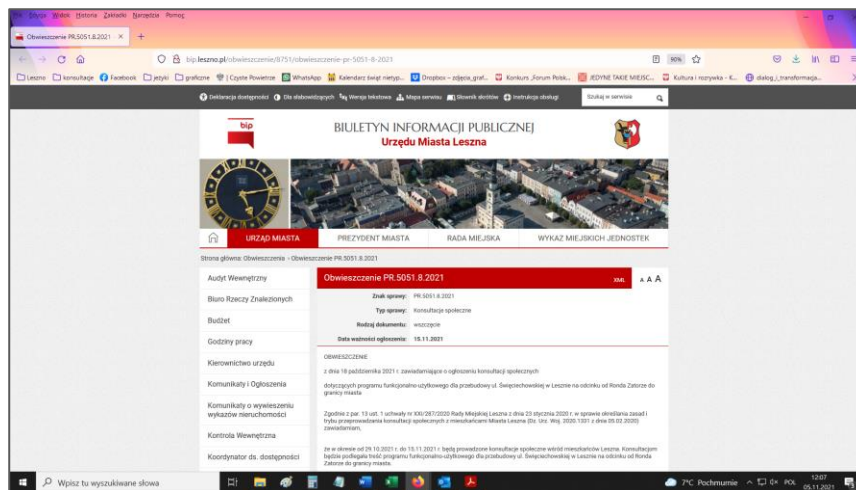 Plik Edycja Widok Historia Zakładki Narzędzia Pomoc
Obwieszczenie PR.5051.8.2021
bip.leszno.pl/obwieszczenie/8751/obwieszczenie-pr-5051-8-2021
90%
Leszno konsultacje Facebook języki graficzne | Czyste Powietrze WhatsApp Kalendarz świąt nietyp... Dropbox – zdjęcia_graf... Konkurs „Forum Polsk... JEDYNE TAKIE MIEJSC... Kultura i rozrywka - K... dialog_i_transformacja...
Deklaracja dostępności Dla słabowidzących Wersja tekstowa Mapa serwisu Słownik skrótów Instrukcja obsługi Szukaj w serwisie
bip
BIULETYN INFORMACJI PUBLICZNEJ
Urzędu Miasta Leszna
URZĄD MIASTA PREZYDENT MIASTA RADA MIEJSKA WYKAZ MIEJSKICH JEDNOSTEK
Strona główna: Obwieszczenia - Obwieszczenie PR.5051.8.2021
Audyt Wewnętrzny
Biuro Rzeczy Znalezionych
Budżet
Godziny pracy
Kierownictwo urzędu
Komunikaty i Ogłoszenia
Komunikaty o wywieszeniu
wykazów nieruchomości
Kontrola Wewnętrzna
Koordynator ds. dostępności
Obwieszczenie PR.5051.8.2021 XML A A A
Znak sprawy: PR.5051.8.2021
Typ sprawy: Konsultacje społeczne
Rodzaj dokumentu: wszczęcie
Data ważności ogłoszenia: 15.11.2021
OBWIESZCZENIE
z dnia 18 października 2021 r. zawiadamiające o ogłoszeniu konsultacji społecznych
dotyczących programu funkcjonalno-użytkowego dla przebudowy ul. Święciechowskiej w Lesznie na odcinku od Ronda Zatorze do
granicy miasta
Zgodnie z par. 13 ust. 1 uchwały nr XXI/287/2020 Rady Miejskiej Leszna z dnia 23 stycznia 2020 r. w sprawie określania zasad i
trybu przeprowadzania konsultacji społecznych z mieszkańcami Miasta Leszna (Dz. Urz. Woj. 2020.1301 z dnia 05.02.2020)
zawiadamiam,
że w okresie od 29.10.2021 r. do 15.11.2021 r. będą prowadzone konsultacje społeczne wśród mieszkańców Leszna. Konsultacjom
będzie podlegała treść programu funkcjonalno-użytkowego dla przebudowy ul. Święciechowskiej w Lesznie na odcinku od Ronda
Zatorze do granicy miasta.
Wpisz tu wyszukiwane słowa
7°C Pochmurnie POL 12:07
05.11.2021